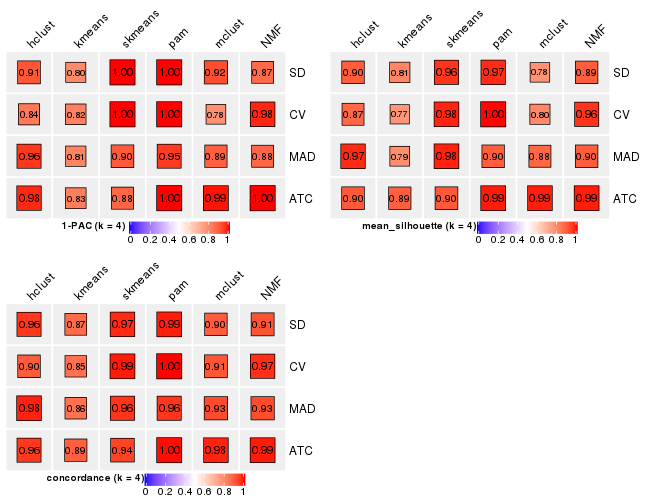 hclust kmeans skmeans pam mclust NMF
0.91 0.80 1.00 1.00 0.92 0.87 SD
0.84 0.82 1.00 1.00 0.78 0.98 CV
0.96 0.81 0.90 0.95 0.89 0.88 MAD
0.98 0.83 0.88 1.00 0.99 1.00 ATC
1-PAC (k = 4)
0 0.2 0.4 0.6 0.8 1
hclust kmeans skmeans pam mclust NMF
0.90 0.81 0.96 0.97 0.78 0.89 SD
0.87 0.77 0.98 1.00 0.80 0.96 CV
0.97 0.79 0.98 0.90 0.88 0.90 MAD
0.90 0.89 0.90 0.99 0.99 0.99 ATC
mean_silhouette (k = 4)
0 0.2 0.4 0.6 0.8 1
hclust kmeans skmeans pam mclust NMF
0.96 0.87 0.97 0.99 0.90 0.91 SD
0.90 0.85 0.99 1.00 0.91 0.97 CV
0.98 0.86 0.96 0.96 0.93 0.93 MAD
0.96 0.89 0.94 1.00 0.98 0.99 ATC
concordance (k = 4)
0 0.2 0.4 0.6 0.8 1